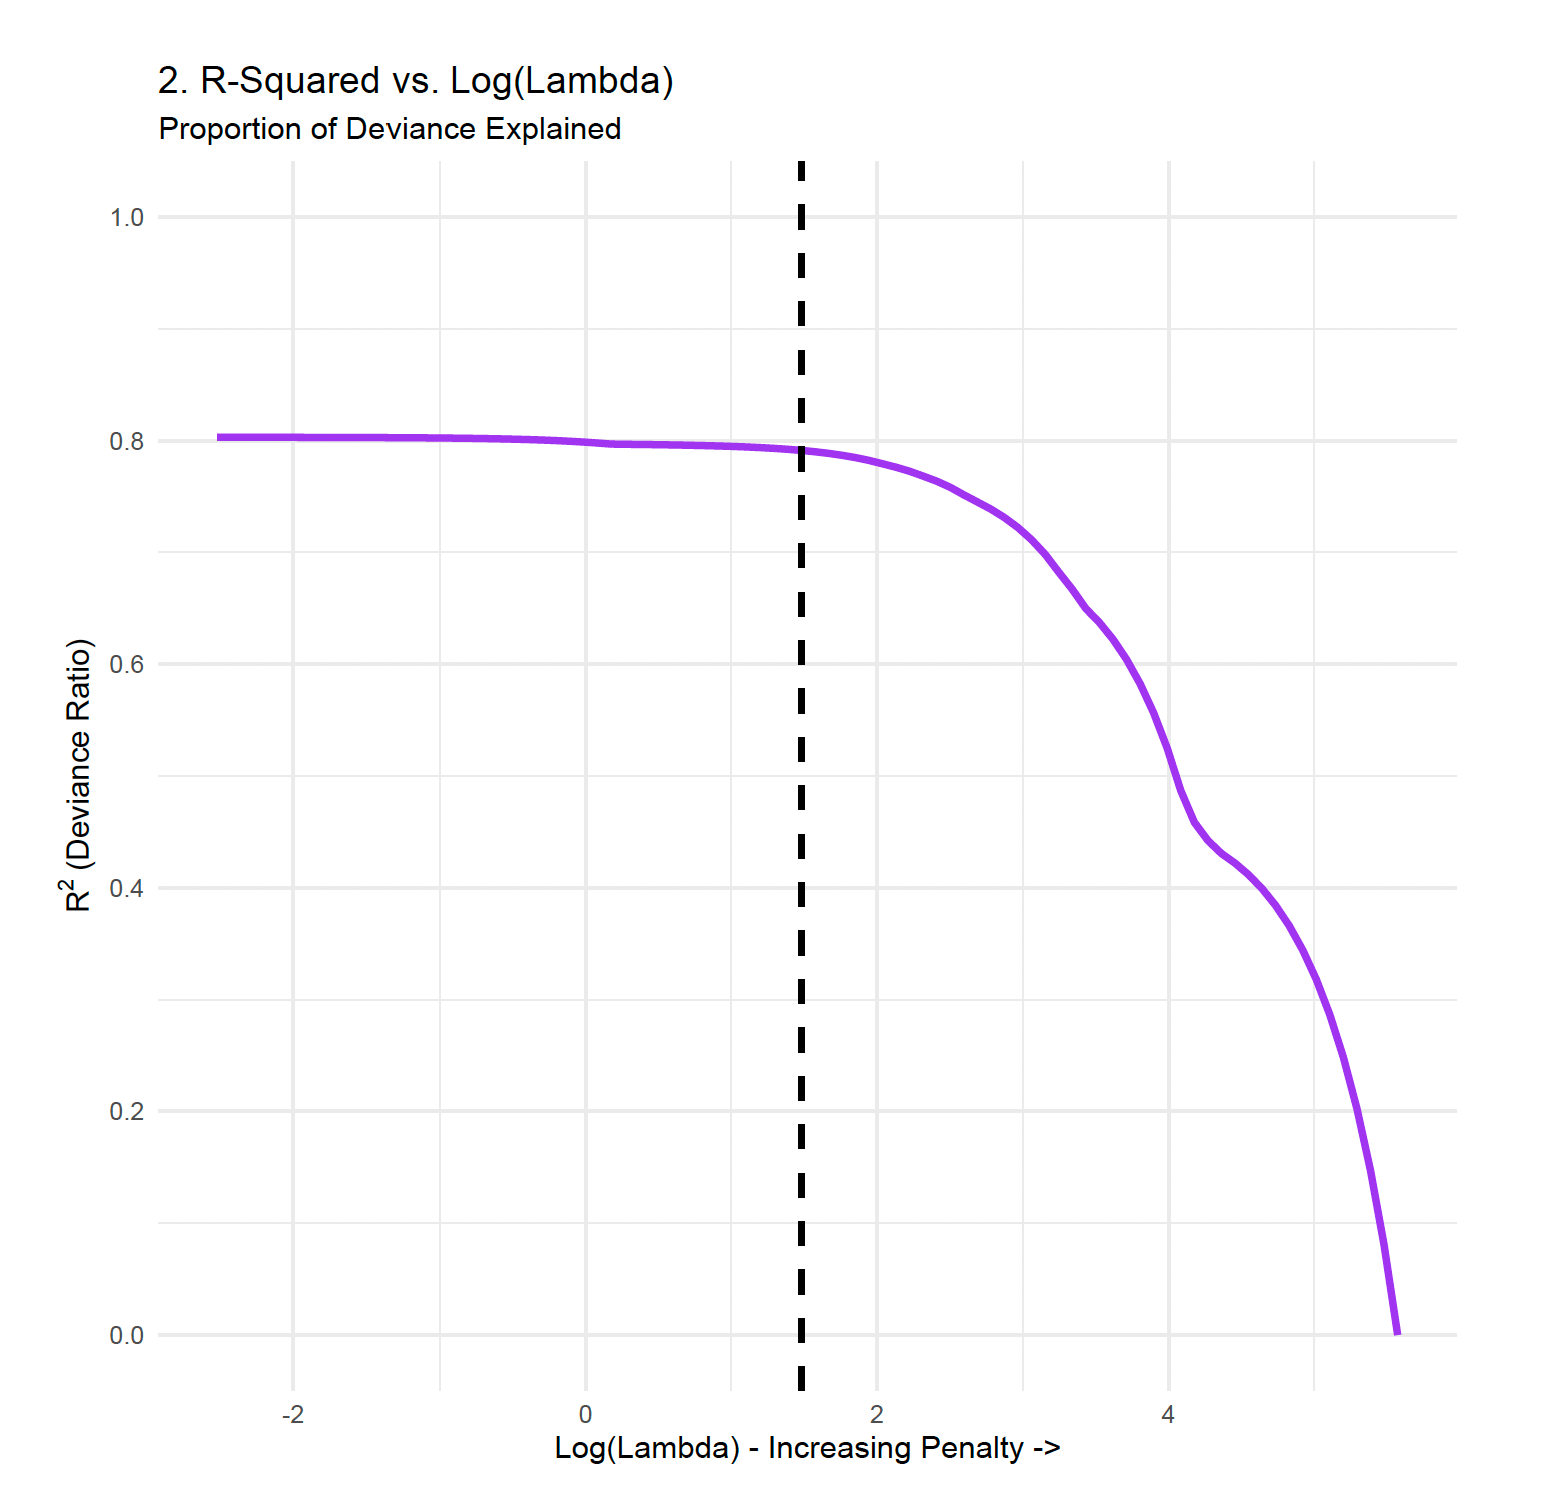 2. R-Squared vs. Log(Lambda)
Proportion of Deviance Explained
1.0
0.8
0.6
0.4
0.2
0.0
R² (Deviance Ratio)
-2 0 2 4
Log(Lambda) - Increasing Penalty ->